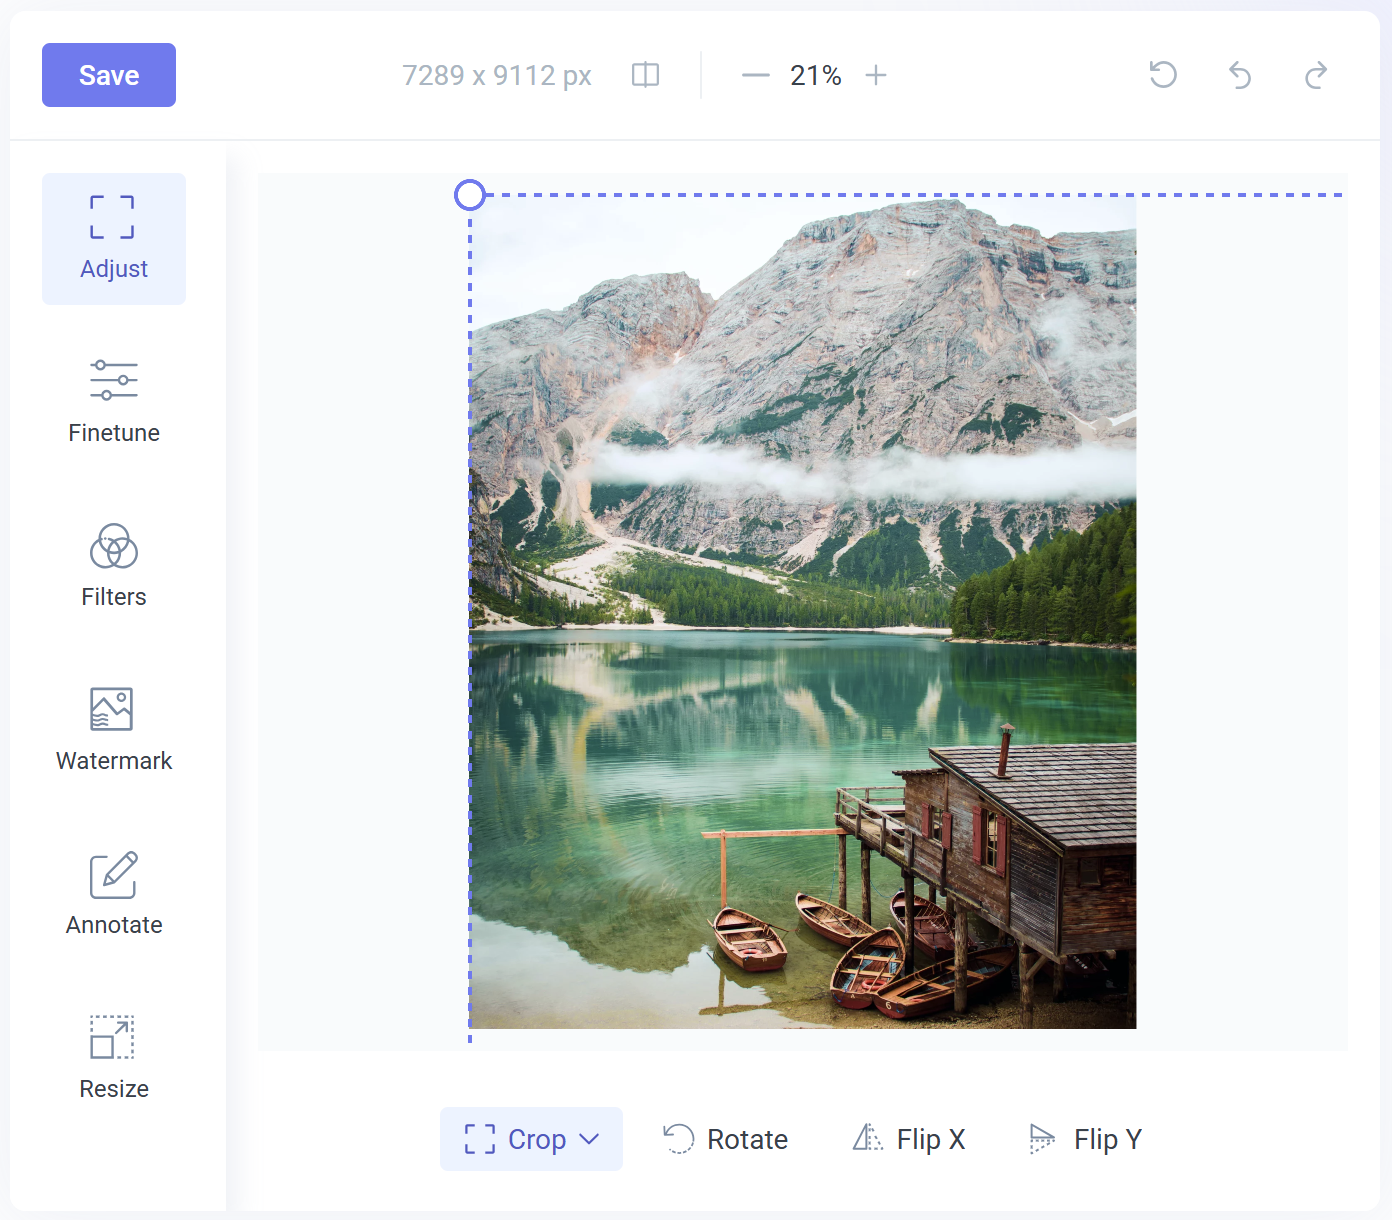 Save
7289 x 9112 px
21%
Adjust
Finetune
Filters
Watermark
Annotate
Resize
Crop
Rotate
Flip X
Flip Y